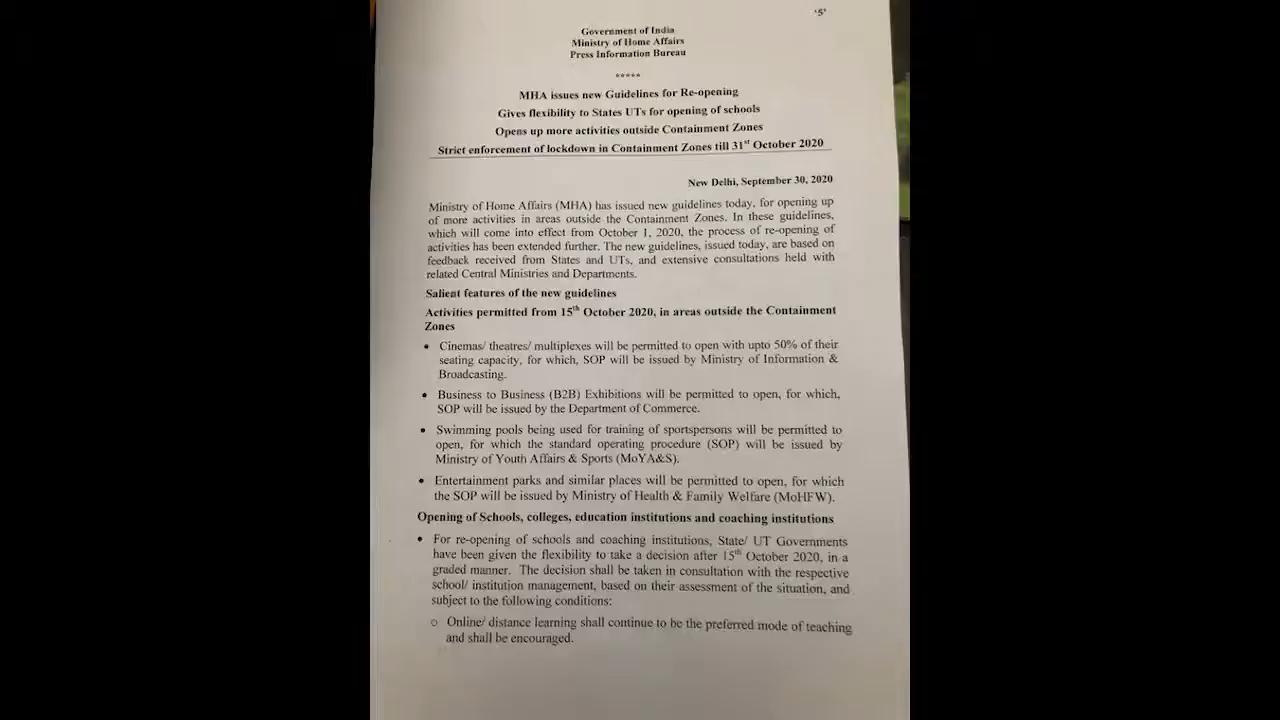 '5'
Government of India
Ministry of Home Affairs
Press Information Bureau
*****
MHA issues new Guidelines for Re-opening
Gives flexibility to States UTs for opening of schools
Opens up more activities outside Containment Zones
Strict enforcement of lockdown in Containment Zones till 31st October 2020
New Delhi, September 30, 2020
Ministry of Home Affairs (MHA) has issued new guidelines today, for opening up
of more activities in areas outside the Containment Zones. In these guidelines,
which will come into effect from October 1, 2020, the process of re-opening of
activities has been extended further. The new guidelines, issued today, are based on
feedback received from States and UTs, and extensive consultations held with
related Central Ministries and Departments.
Salient features of the new guidelines
Activities permitted from 15th October 2020, in areas outside the Containment
Zones
• Cinemas/ theatres/ multiplexes will be permitted to open with upto 50% of their
seating capacity, for which, SOP will be issued by Ministry of Information &
Broadcasting.
• Business to Business (B2B) Exhibitions will be permitted to open, for which,
SOP will be issued by the Department of Commerce.
• Swimming pools being used for training of sportspersons will be permitted to
open, for which the standard operating procedure (SOP) will be issued by
Ministry of Youth Affairs & Sports (MoYA&S).
• Entertainment parks and similar places will be permitted to open, for which
the SOP will be issued by Ministry of Health & Family Welfare (MoHFW).
Opening of Schools, colleges, education institutions and coaching institutions
• For re-opening of schools and coaching institutions, State/ UT Governments
have been given the flexibility to take a decision after 15th October 2020, in a
graded manner. The decision shall be taken in consultation with the respective
school/ institution management, based on their assessment of the situation, and
subject to the following conditions:
o Online/ distance learning shall continue to be the preferred mode of teaching
and shall be encouraged.